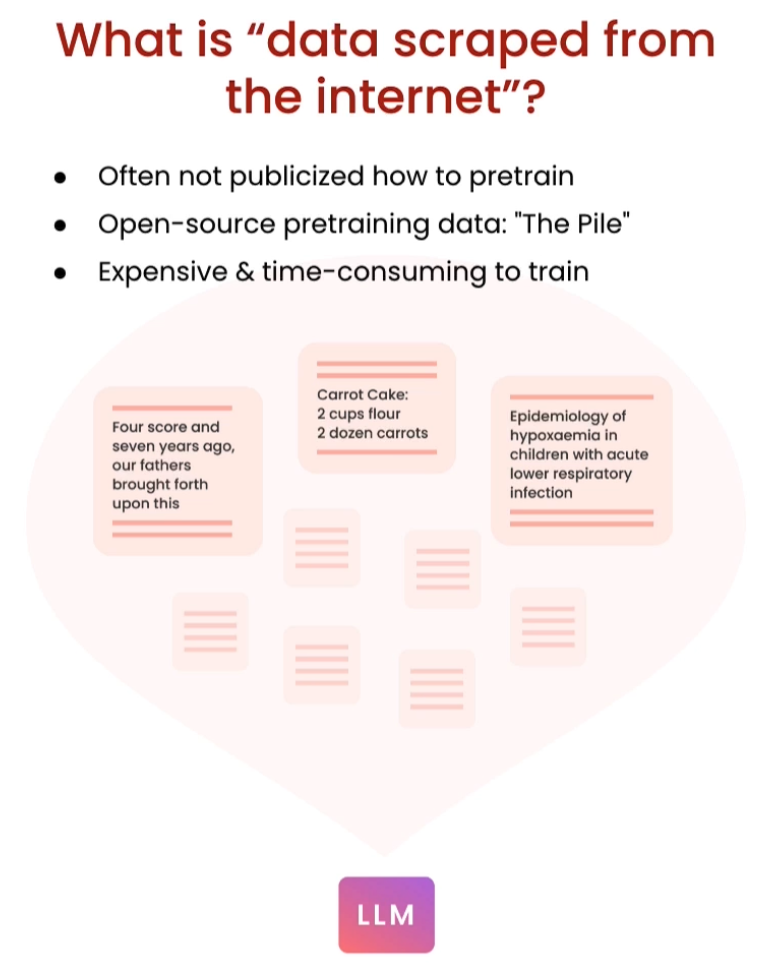 What is “data scraped from
the internet”?
● Often not publicized how to pretrain
● Open-source pretraining data: "The Pile"
● Expensive & time-consuming to train
Four score and
seven years ago,
our fathers
brought forth
upon this
Carrot Cake:
2 cups flour
2 dozen carrots
Epidemiology of
hypoxaemia in
children with acute
lower respiratory
infection
LLM